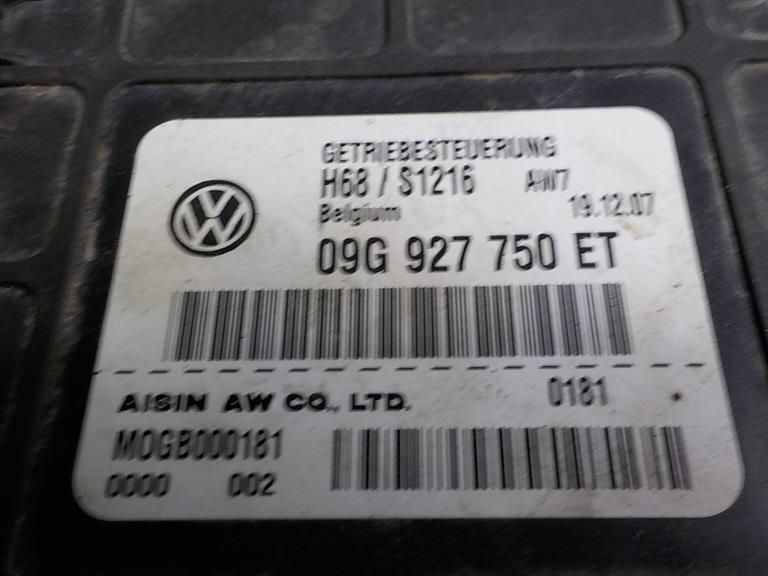 GETRIEBESTEUERUNG
H68 / S1216 AW7
Belgium 19.12.07
09G 927 750 ET
AISIN AW CO., LTD. 0181
MOGB000181
0000 002